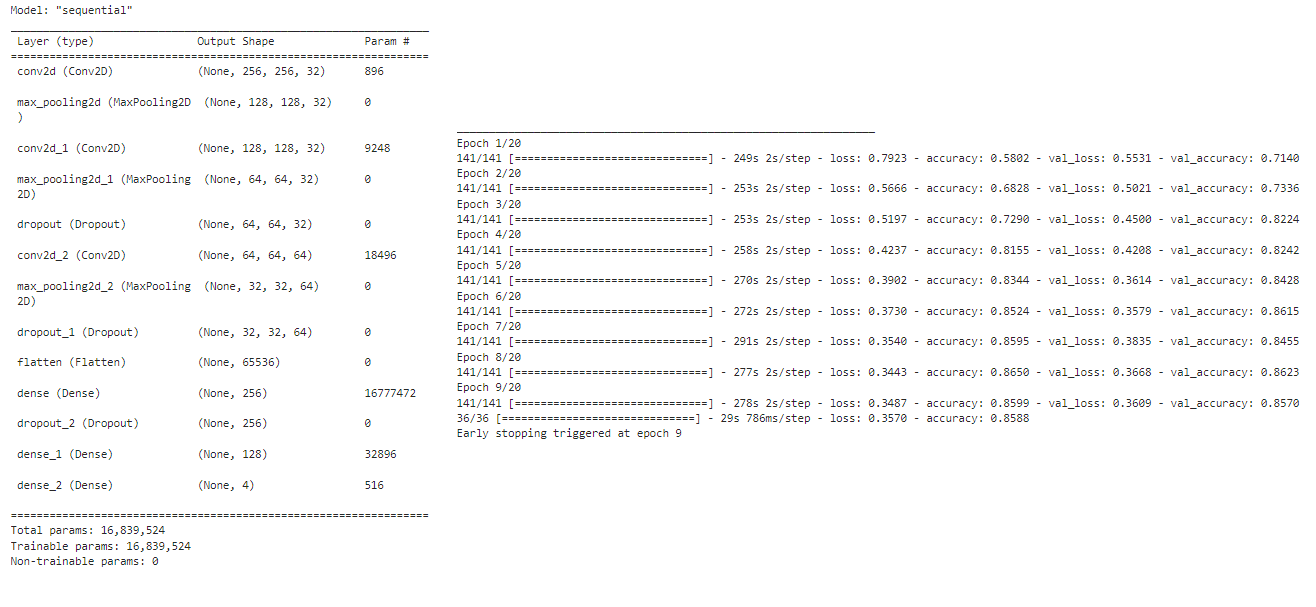 Model: "sequential"
_________________________________________________________________
Layer (type) Output Shape Param #
=================================================================
conv2d (Conv2D) (None, 256, 256, 32) 896
max_pooling2d (MaxPooling2D (None, 128, 128, 32) 0
)
conv2d_1 (Conv2D) (None, 128, 128, 32) 9248
max_pooling2d_1 (MaxPooling (None, 64, 64, 32) 0
2D)
dropout (Dropout) (None, 64, 64, 32) 0
conv2d_2 (Conv2D) (None, 64, 64, 64) 18496
max_pooling2d_2 (MaxPooling (None, 32, 32, 64) 0
2D)
dropout_1 (Dropout) (None, 32, 32, 64) 0
flatten (Flatten) (None, 65536) 0
dense (Dense) (None, 256) 16777472
dropout_2 (Dropout) (None, 256) 0
dense_1 (Dense) (None, 128) 32896
dense_2 (Dense) (None, 4) 516
=================================================================
Total params: 16,839,524
Trainable params: 16,839,524
Non-trainable params: 0
_________________________________________________________________
Epoch 1/20
141/141 [==============================] - 249s 2s/step - loss: 0.7923 - accuracy: 0.5802 - val_loss: 0.5531 - val_accuracy: 0.7140
Epoch 2/20
141/141 [==============================] - 253s 2s/step - loss: 0.5666 - accuracy: 0.6828 - val_loss: 0.5021 - val_accuracy: 0.7336
Epoch 3/20
141/141 [==============================] - 253s 2s/step - loss: 0.5197 - accuracy: 0.7290 - val_loss: 0.4500 - val_accuracy: 0.8224
Epoch 4/20
141/141 [==============================] - 258s 2s/step - loss: 0.4237 - accuracy: 0.8155 - val_loss: 0.4208 - val_accuracy: 0.8242
Epoch 5/20
141/141 [==============================] - 270s 2s/step - loss: 0.3902 - accuracy: 0.8344 - val_loss: 0.3614 - val_accuracy: 0.8428
Epoch 6/20
141/141 [==============================] - 272s 2s/step - loss: 0.3730 - accuracy: 0.8524 - val_loss: 0.3579 - val_accuracy: 0.8615
Epoch 7/20
141/141 [==============================] - 291s 2s/step - loss: 0.3540 - accuracy: 0.8595 - val_loss: 0.3835 - val_accuracy: 0.8455
Epoch 8/20
141/141 [==============================] - 277s 2s/step - loss: 0.3443 - accuracy: 0.8650 - val_loss: 0.3668 - val_accuracy: 0.8623
Epoch 9/20
141/141 [==============================] - 278s 2s/step - loss: 0.3487 - accuracy: 0.8599 - val_loss: 0.3609 - val_accuracy: 0.8570
36/36 [==============================] - 29s 786ms/step - loss: 0.3570 - accuracy: 0.8588
Early stopping triggered at epoch 9